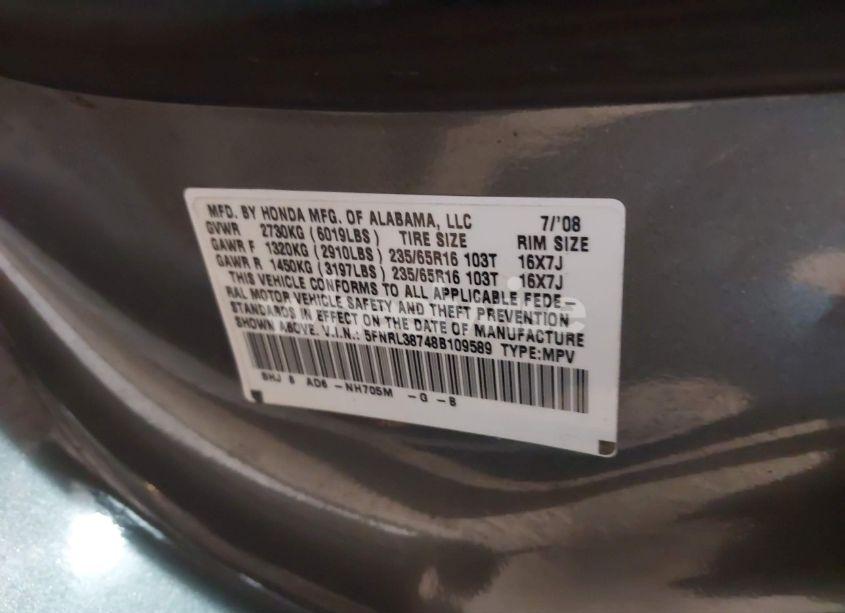 MFD. BY HONDA MFG. OF ALABAMA, LLC 7/'08
GVWR 2730KG (6019LBS) TIRE SIZE RIM SIZE
GAWR F 1320KG (2910LBS) 235/65R16 103T 16X7J
GAWR R 1450KG (3197LBS) 235/65R16 103T 16X7J
THIS VEHICLE CONFORMS TO ALL APPLICABLE FEDE-
RAL MOTOR VEHICLE SAFETY AND THEFT PREVENTION
STANDARDS IN EFFECT ON THE DATE OF MANUFACTURE
SHOWN ABOVE. V.I.N.: 5FNRL38748B109589 TYPE:MPV
SHJ 8 AD6 -NH705M -G-B